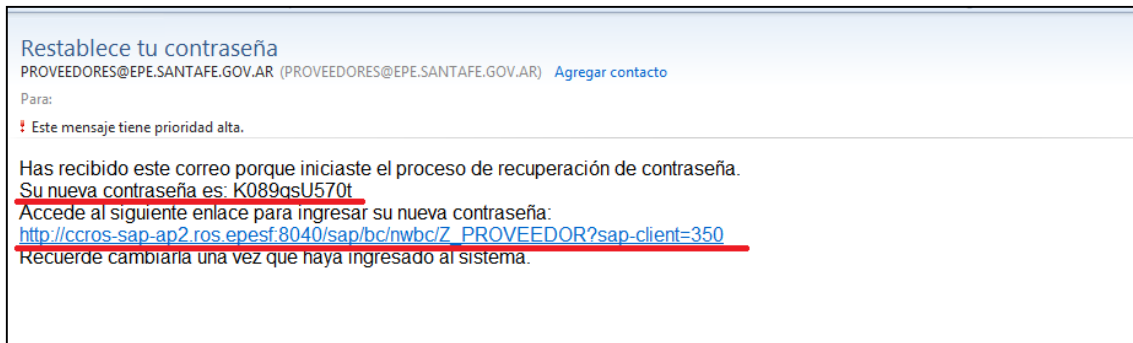 Restablece tu contraseña
PROVEEDORES@EPE.SANTAFE.GOV.AR (PROVEEDORES@EPE.SANTAFE.GOV.AR) Agregar contacto
Para:
Este mensaje tiene prioridad alta.
Has recibido este correo porque iniciaste el proceso de recuperación de contraseña.
Su nueva contraseña es: K089qsU570t
Accede al siguiente enlace para ingresar su nueva contraseña:
http://ccros-sap-ap2.ros.epesf:8040/sap/bc/nwbc/Z_PROVEEDOR?sap-client=350
Recuerde cambiarla una vez que haya ingresado al sistema.